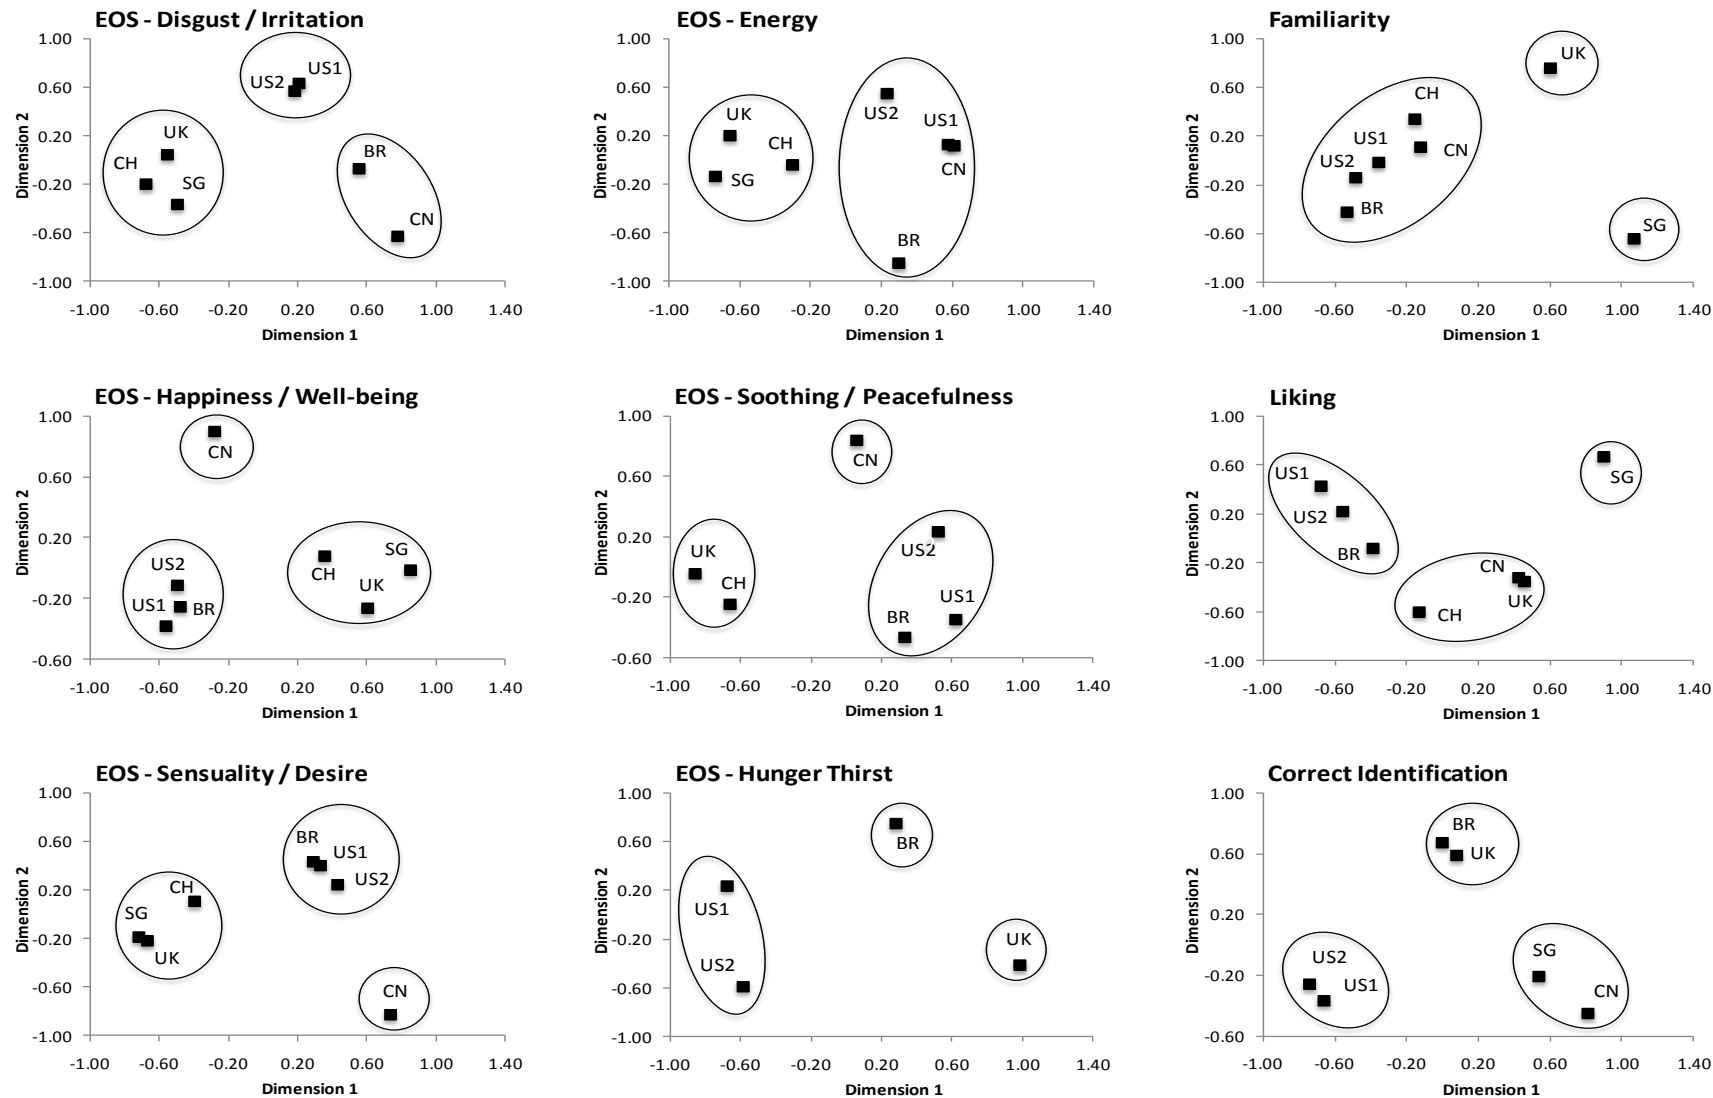 EOS - Disgust / Irritation
1.00
0.60
0.20
-0.20
-0.60
-1.00
Dimension 2
US1
US2
UK
CH
SG
BR
CN
-1.00 -0.60 -0.20 0.20 0.60 1.00 1.40
Dimension 1
EOS - Energy
1.00
0.60
0.20
-0.20
-0.60
-1.00
Dimension 2
UK
CH
SG
US2
US1
CN
BR
-1.00 -0.60 -0.20 0.20 0.60 1.00 1.40
Dimension 1
Familiarity
1.00
0.60
0.20
-0.20
-0.60
-1.00
Dimension 2
UK
CH
US1
CN
US2
BR
SG
-1.00 -0.60 -0.20 0.20 0.60 1.00 1.40
Dimension 1
EOS - Happiness / Well-being
1.00
0.60
0.20
-0.20
-0.60
Dimension 2
CN
US2
US1
BR
SG
CH
UK
-1.00 -0.60 -0.20 0.20 0.60 1.00 1.40
Dimension 1
EOS - Soothing / Peacefulness
1.00
0.60
0.20
-0.20
-0.60
Dimension 2
CN
UK
CH
US2
US1
BR
-1.00 -0.60 -0.20 0.20 0.60 1.00 1.40
Dimension 1
Liking
1.00
0.60
0.20
-0.20
-0.60
-1.00
Dimension 2
US1
US2
BR
SG
CN
UK
CH
-1.00 -0.60 -0.20 0.20 0.60 1.00 1.40
Dimension 1
EOS - Sensuality / Desire
1.00
0.60
0.20
-0.20
-0.60
-1.00
Dimension 2
BR
US1
US2
CH
SG
UK
CN
-1.00 -0.60 -0.20 0.20 0.60 1.00 1.40
Dimension 1
EOS - Hunger Thirst
1.00
0.60
0.20
-0.20
-0.60
-1.00
Dimension 2
BR
US1
US2
UK
-1.00 -0.60 -0.20 0.20 0.60 1.00 1.40
Dimension 1
Correct Identification
1.00
0.60
0.20
-0.20
-0.60
Dimension 2
BR
UK
US2
US1
SG
CN
-1.00 -0.60 -0.20 0.20 0.60 1.00 1.40
Dimension 1